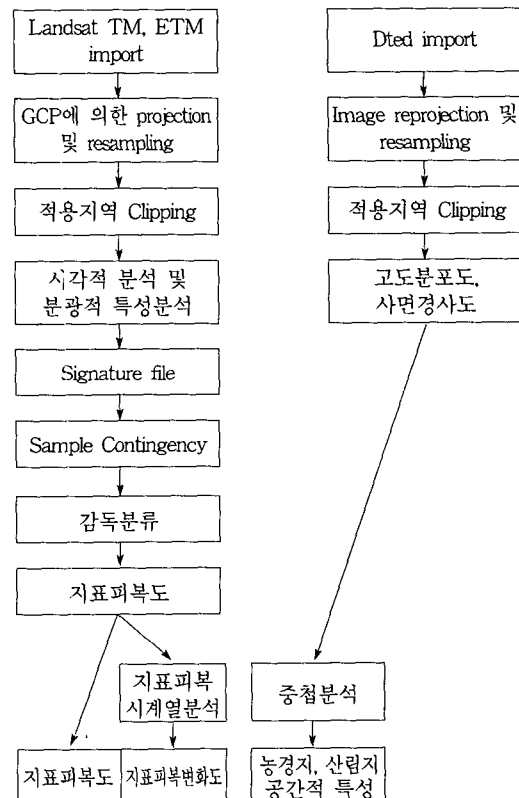 Landsat TM, ETM
import
GCP에 의한 projection
및 resampling
적용지역 Clipping
시각적 분석 및
분광적 특성분석
Signature file
Sample Contingency
감독분류
지표피복도
지표피복
시계열분석
지표피복도
지표피복변화도
Dted import
Image reprojection 및
resampling
적용지역 Clipping
고도분포도,
사면경사도
중첩분석
농경지, 산림지
공간적 특성